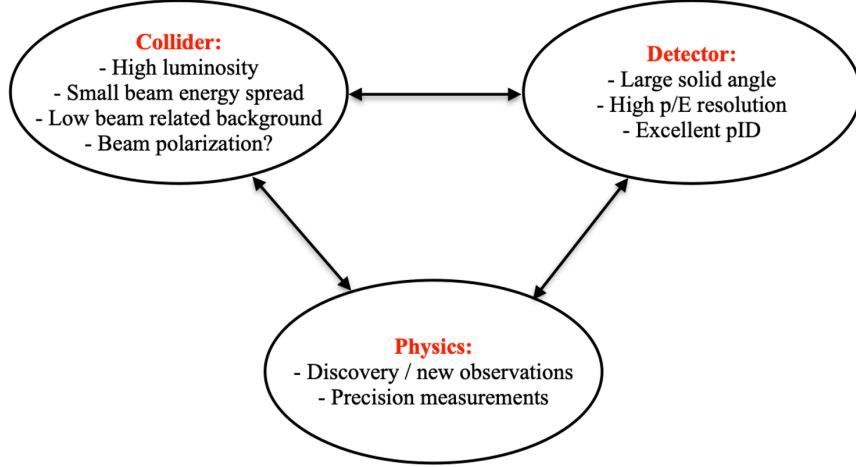 Collider:
- High luminosity
- Small beam energy spread
- Low beam related background
- Beam polarization?
Detector:
- Large solid angle
- High p/E resolution
- Excellent pID
Physics:
- Discovery / new observations
- Precision measurements